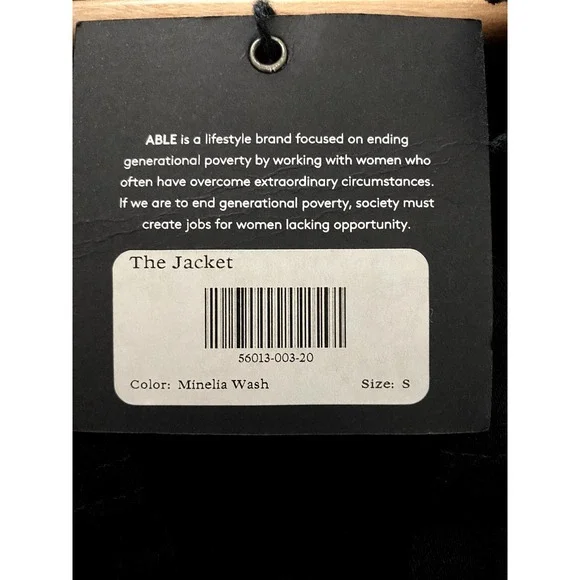 ABLE is a lifestyle brand focused on ending
generational poverty by working with women who
often have overcome extraordinary circumstances.
If we are to end generational poverty, society must
create jobs for women lacking opportunity.
The Jacket
56013-003-20
Color: Minelia Wash Size: S